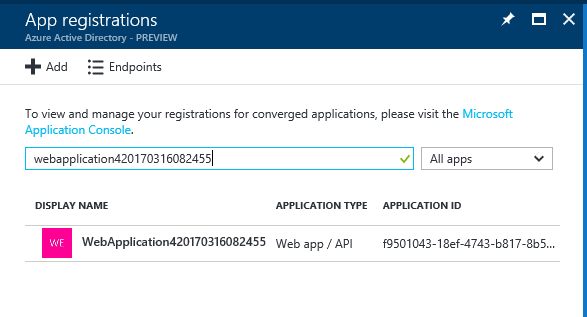 App registrations
Azure Active Directory - PREVIEW
Add
Endpoints
To view and manage your registrations for converged applications, please visit the Microsoft
Application Console.
webapplication420170316082455
All apps
DISPLAY NAME APPLICATION TYPE APPLICATION ID
WE WebApplication420170316082455 Web app / API f9501043-18ef-4743-b817-8b5...